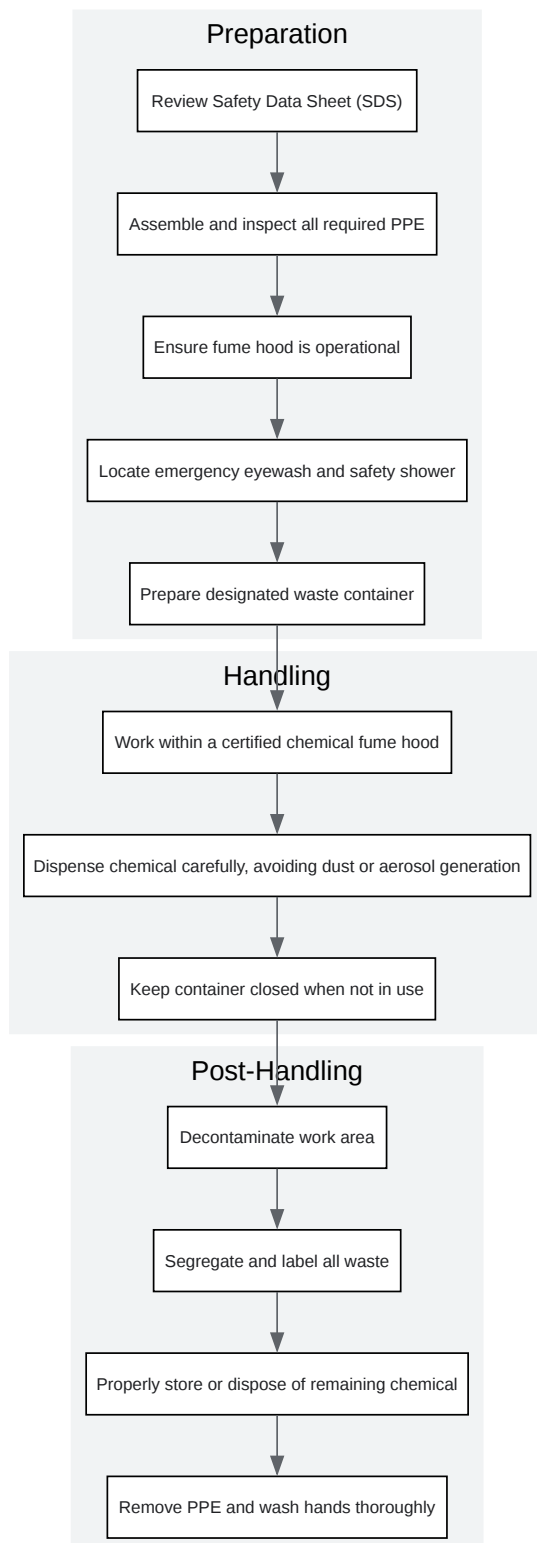 Preparation
Review Safety Data Sheet (SDS)
Assemble and inspect all required PPE
Ensure fume hood is operational
Locate emergency eyewash and safety shower
Prepare designated waste container
Handling
Work within a certified chemical fume hood
Dispense chemical carefully, avoiding dust or aerosol generation
Keep container closed when not in use
Post-Handling
Decontaminate work area
Segregate and label all waste
Properly store or dispose of remaining chemical
Remove PPE and wash hands thoroughly